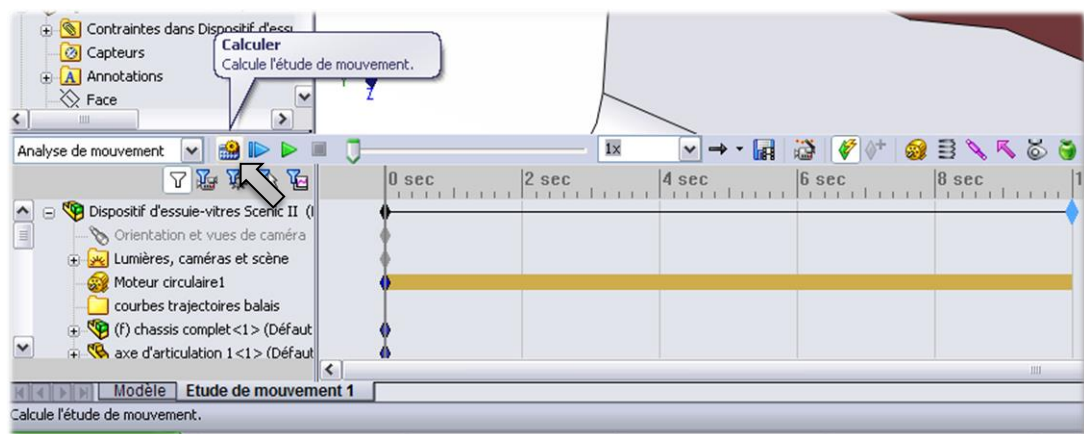 Contraintes dans Dispositif d'essu
Capteurs
Annotations
Face
Calculer
Calcule l'étude de mouvement.
Z
Analyse de mouvement
1x
0 sec 2 sec 4 sec 6 sec 8 sec 1
Dispositif d'essuie-vitres Scenic II (I
Orientation et vues de caméra
Lumières, caméras et scène
Moteur circulaire1
courbes trajectoires balais
(f) chassis complet<1> (Défaut
axe d'articulation 1<1> (Défaut
Modèle Etude de mouvement 1
Calcule l'étude de mouvement.